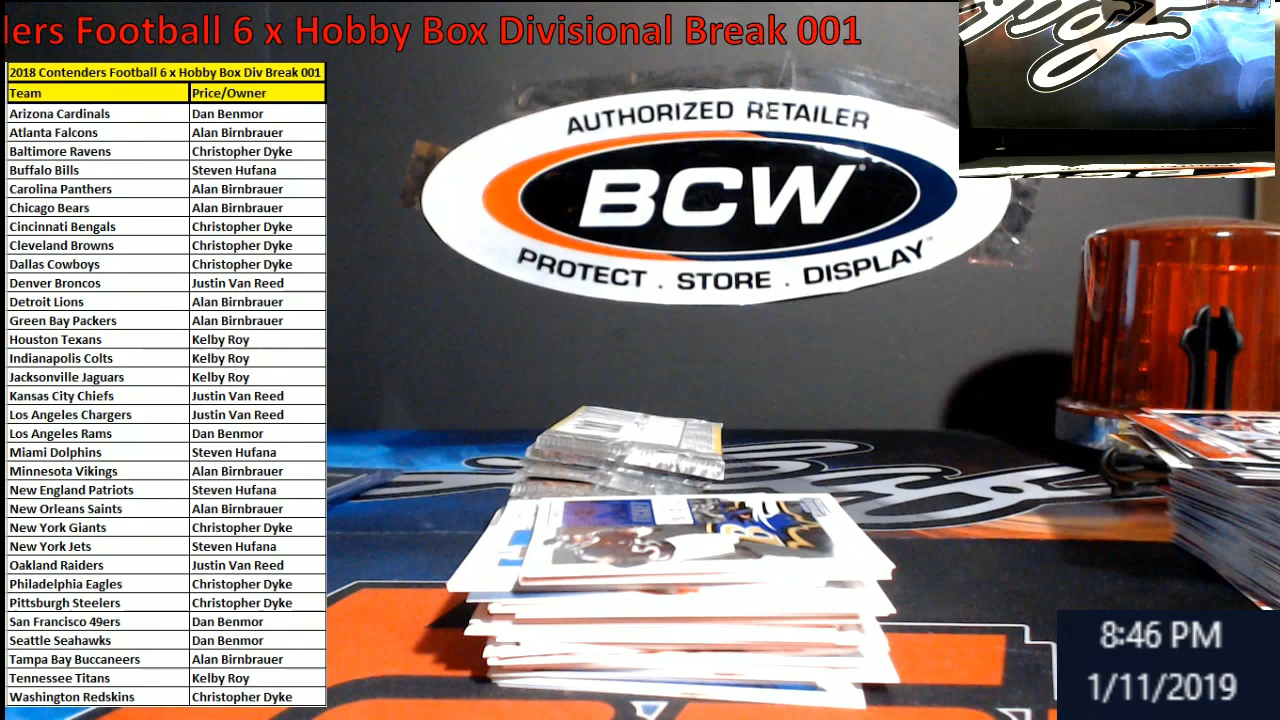 lers Football 6 x Hobby Box Divisional Break 001
2018 Contenders Football 6 x Hobby Box Div Break 001
Team Price/Owner
Arizona Cardinals Dan Benmor
Atlanta Falcons Alan Birnbrauer
Baltimore Ravens Christopher Dyke
Buffalo Bills Steven Hufana
Carolina Panthers Alan Birnbrauer
Chicago Bears Alan Birnbrauer
Cincinnati Bengals Christopher Dyke
Cleveland Browns Christopher Dyke
Dallas Cowboys Christopher Dyke
Denver Broncos Justin Van Reed
Detroit Lions Alan Birnbrauer
Green Bay Packers Alan Birnbrauer
Houston Texans Kelby Roy
Indianapolis Colts Kelby Roy
Jacksonville Jaguars Kelby Roy
Kansas City Chiefs Justin Van Reed
Los Angeles Chargers Justin Van Reed
Los Angeles Rams Dan Benmor
Miami Dolphins Steven Hufana
Minnesota Vikings Alan Birnbrauer
New England Patriots Steven Hufana
New Orleans Saints Alan Birnbrauer
New York Giants Christopher Dyke
New York Jets Steven Hufana
Oakland Raiders Justin Van Reed
Philadelphia Eagles Christopher Dyke
Pittsburgh Steelers Christopher Dyke
San Francisco 49ers Dan Benmor
Seattle Seahawks Dan Benmor
Tampa Bay Buccaneers Alan Birnbrauer
Tennessee Titans Kelby Roy
Washington Redskins Christopher Dyke
AUTHORIZED RETAILER
BCW®
PROTECT . STORE . DISPLAY™
8:46 PM
1/11/2019